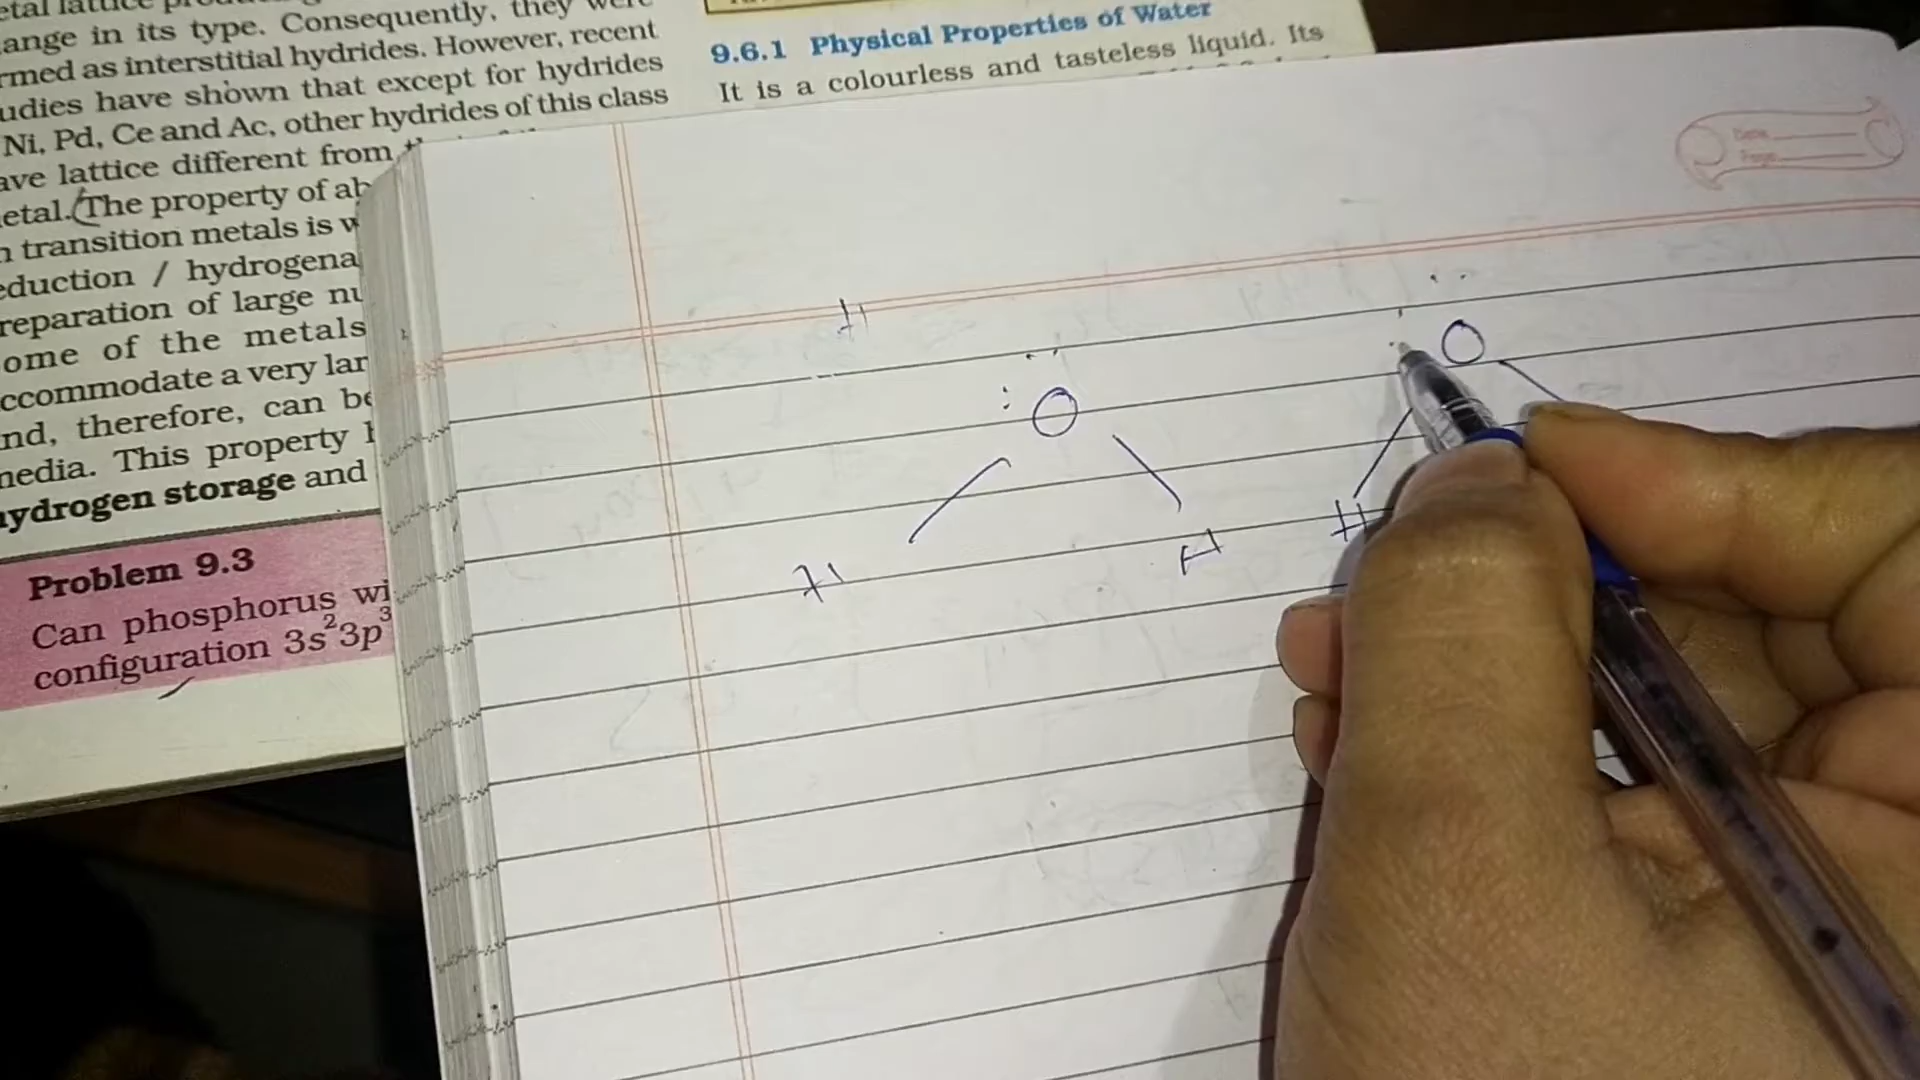 ange in its type. Consequently, they were
rmed as interstitial hydrides. However, recent
udies have shown that except for hydrides
Ni, Pd, Ce and Ac, other hydrides of this class
ave lattice different from
etal. (The property of ab
n transition metals is w
eduction / hydrogena
reparation of large nu
ome of the metals
ccommodate a very lar
nd, therefore, can be
nedia. This property
ydrogen storage and
Problem 9.3
Can phosphorus wi
configuration 3s²3p³
9.6.1 Physical Properties of Water
It is a colourless and tasteless liquid. Its
Date
Page
H
O
O
H
H
H